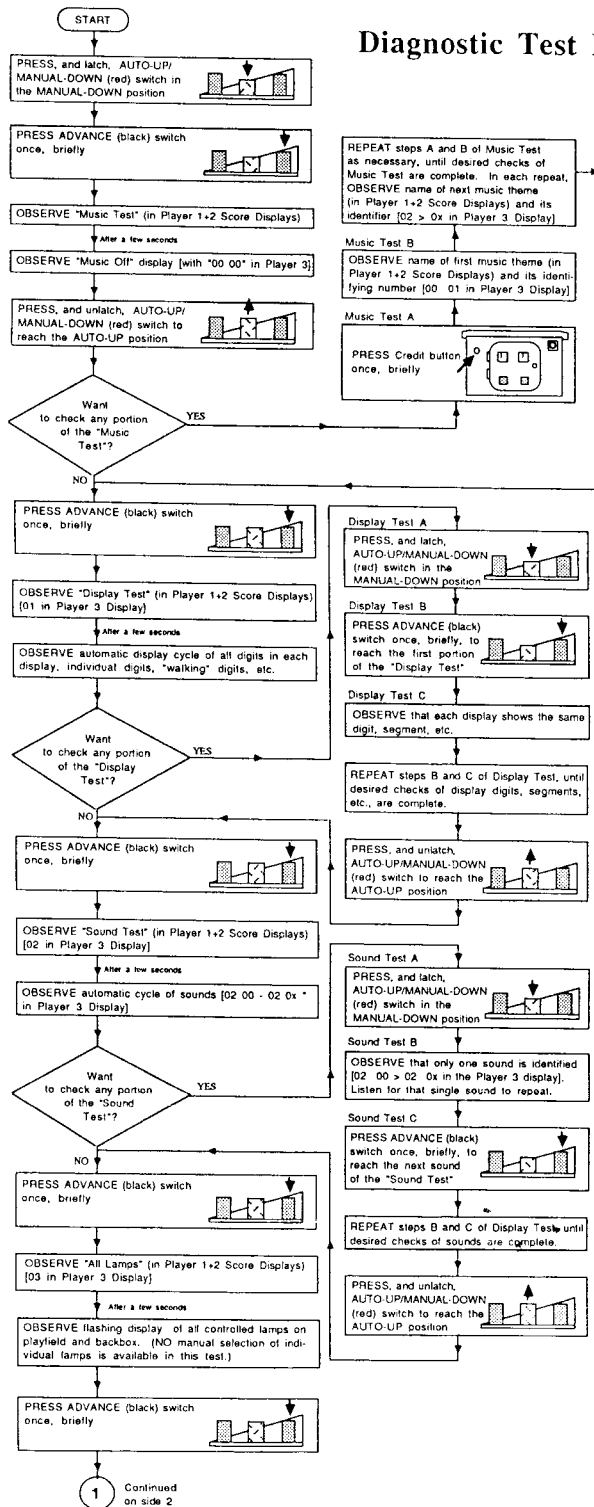 START
Diagnostic Test
PRESS, and latch, AUTO-UP/
MANUAL-DOWN (red) switch in
the MANUAL-DOWN position
PRESS ADVANCE (black) switch
once, briefly
OBSERVE "Music Test" (in Player 1+2 Score Displays)
After a few seconds
OBSERVE "Music Off" display [with "00 00" in Player 3]
PRESS, and unlatch, AUTO-UP/
MANUAL-DOWN (red) switch to
reach the AUTO-UP position
Want
to check any portion
of the "Music
Test"?
YES
NO
REPEAT steps A and B of Music Test
as necessary, until desired checks of
Music Test are complete. In each repeat,
OBSERVE name of next music theme
(in Player 1+2 Score Displays) and its
identifier [02 > 0x in Player 3 Display]
Music Test B
OBSERVE name of first music theme (in
Player 1+2 Score Displays) and its identi-
fying number [00 01 in Player 3 Display]
Music Test A
PRESS Credit button
once, briefly
PRESS ADVANCE (black) switch
once, briefly
OBSERVE "Display Test" (in Player 1+2 Score Displays)
[01 in Player 3 Display]
After a few seconds
OBSERVE automatic display cycle of all digits in each
display, individual digits, "walking" digits, etc.
Want
to check any portion
of the "Display
Test"?
YES
NO
Display Test A
PRESS, and latch,
AUTO-UP/MANUAL-DOWN
(red) switch in the
MANUAL-DOWN position
Display Test B
PRESS ADVANCE (black)
switch once, briefly, to
reach the first portion
of the "Display Test"
Display Test C
OBSERVE that each display shows the same
digit, segment, etc.
REPEAT steps B and C of Display Test, until
desired checks of display digits, segments,
etc., are complete.
PRESS, and unlatch,
AUTO-UP/MANUAL-DOWN
(red) switch to reach the
AUTO-UP position
PRESS ADVANCE (black) switch
once, briefly
OBSERVE "Sound Test" (in Player 1+2 Score Displays)
[02 in Player 3 Display]
After a few seconds
OBSERVE automatic cycle of sounds [02 00 - 02 0x "
in Player 3 Display]
Want
to check any portion
of the "Sound
Test"?
YES
NO
Sound Test A
PRESS, and latch,
AUTO-UP/MANUAL-DOWN
(red) switch in the
MANUAL-DOWN position
Sound Test B
OBSERVE that only one sound is identified
[02 00 > 02 0x in the Player 3 display].
Listen for that single sound to repeat.
Sound Test C
PRESS ADVANCE (black)
switch once, briefly, to
reach the next sound
of the "Sound Test"
REPEAT steps B and C of Display Test, until
desired checks of sounds are complete.
PRESS, and unlatch,
AUTO-UP/MANUAL-DOWN
(red) switch to reach the
AUTO-UP position
PRESS ADVANCE (black) switch
once, briefly
OBSERVE "All Lamps" (in Player 1+2 Score Displays)
[03 in Player 3 Display]
After a few seconds
OBSERVE flashing display of all controlled lamps on
playfield and backbox. (NO manual selection of indi-
vidual lamps is available in this test.)
PRESS ADVANCE (black) switch
once, briefly
1
Continued
on side 2